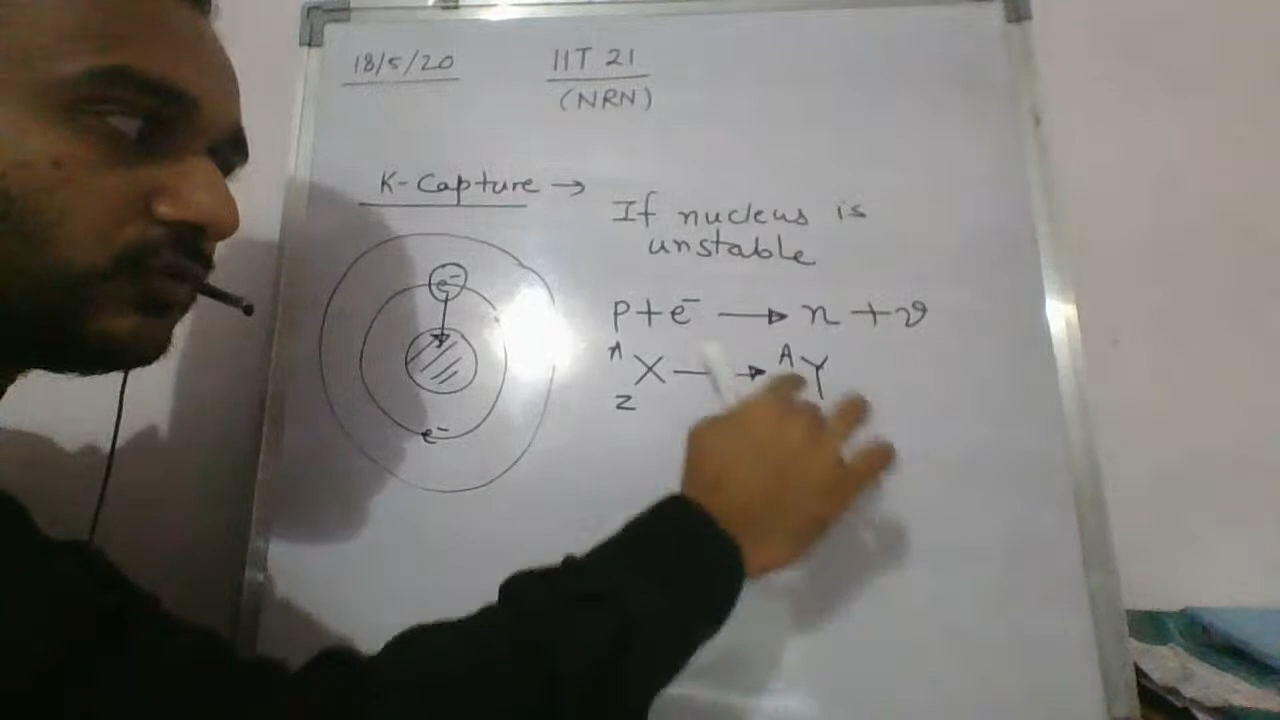 18/5/20 IIT 21
(NRN)
K-Capture →
If nucleus is
unstable
p+e⁻ → n+ν
A X → A Y
Z
e⁻
e⁻